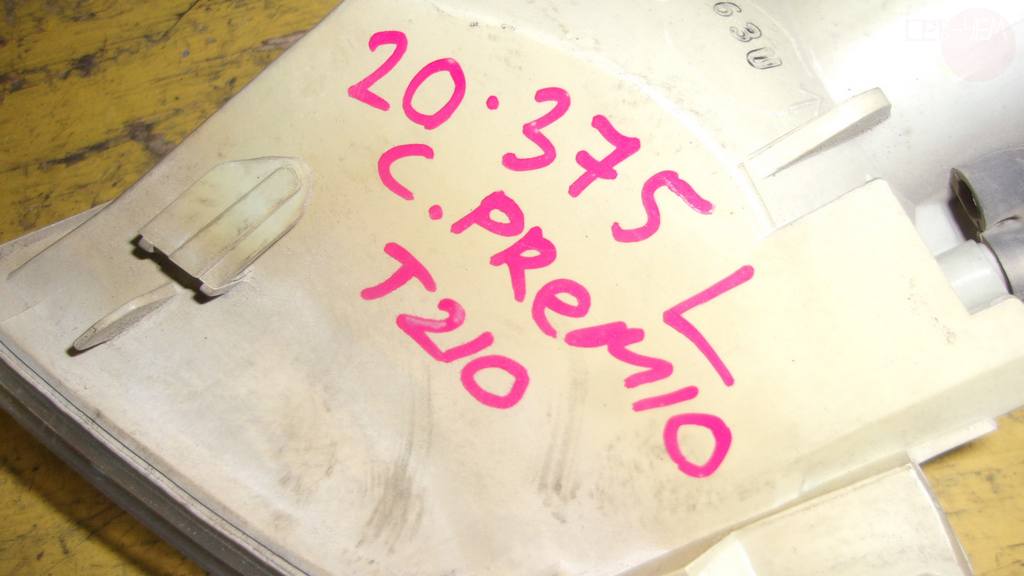 20.375 L
C.PReMIO
T210